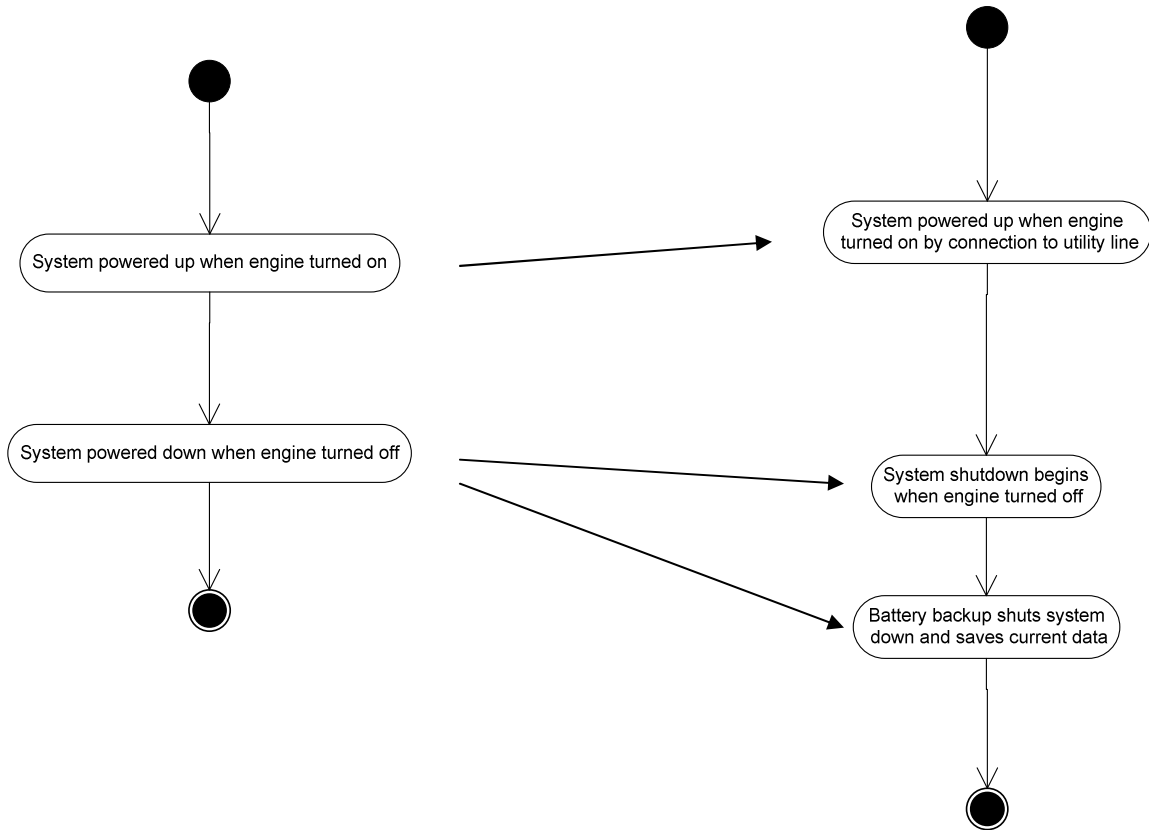 System powered up when engine turned on
System powered down when engine turned off
System powered up when engine
turned on by connection to utility line
System shutdown begins
when engine turned off
Battery backup shuts system
down and saves current data